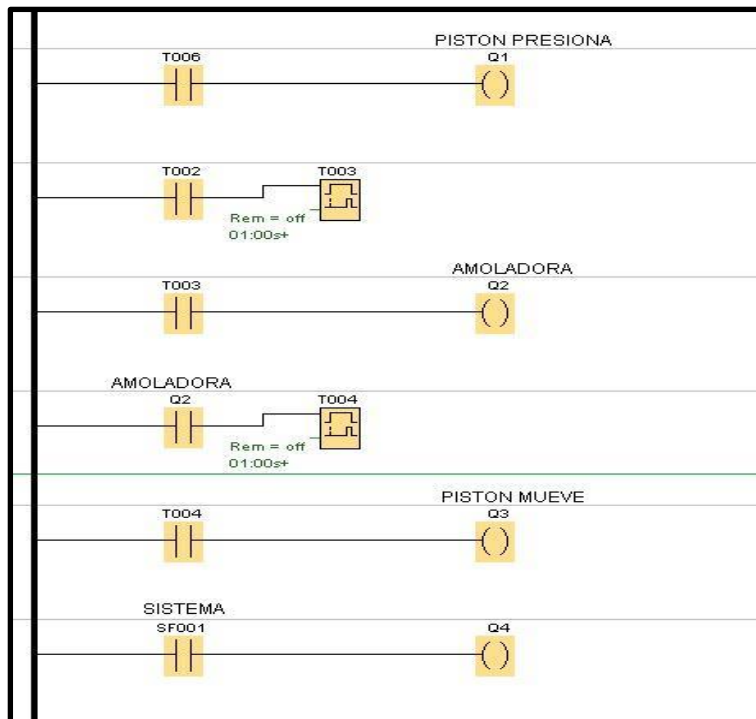 PISTON PRESIONA
T006 Q1
T002 T003
Rem = off
01:00s+
AMOLADORA
T003 Q2
AMOLADORA
Q2 T004
Rem = off
01:00s+
PISTON MUEVE
T004 Q3
SISTEMA
SF001 Q4